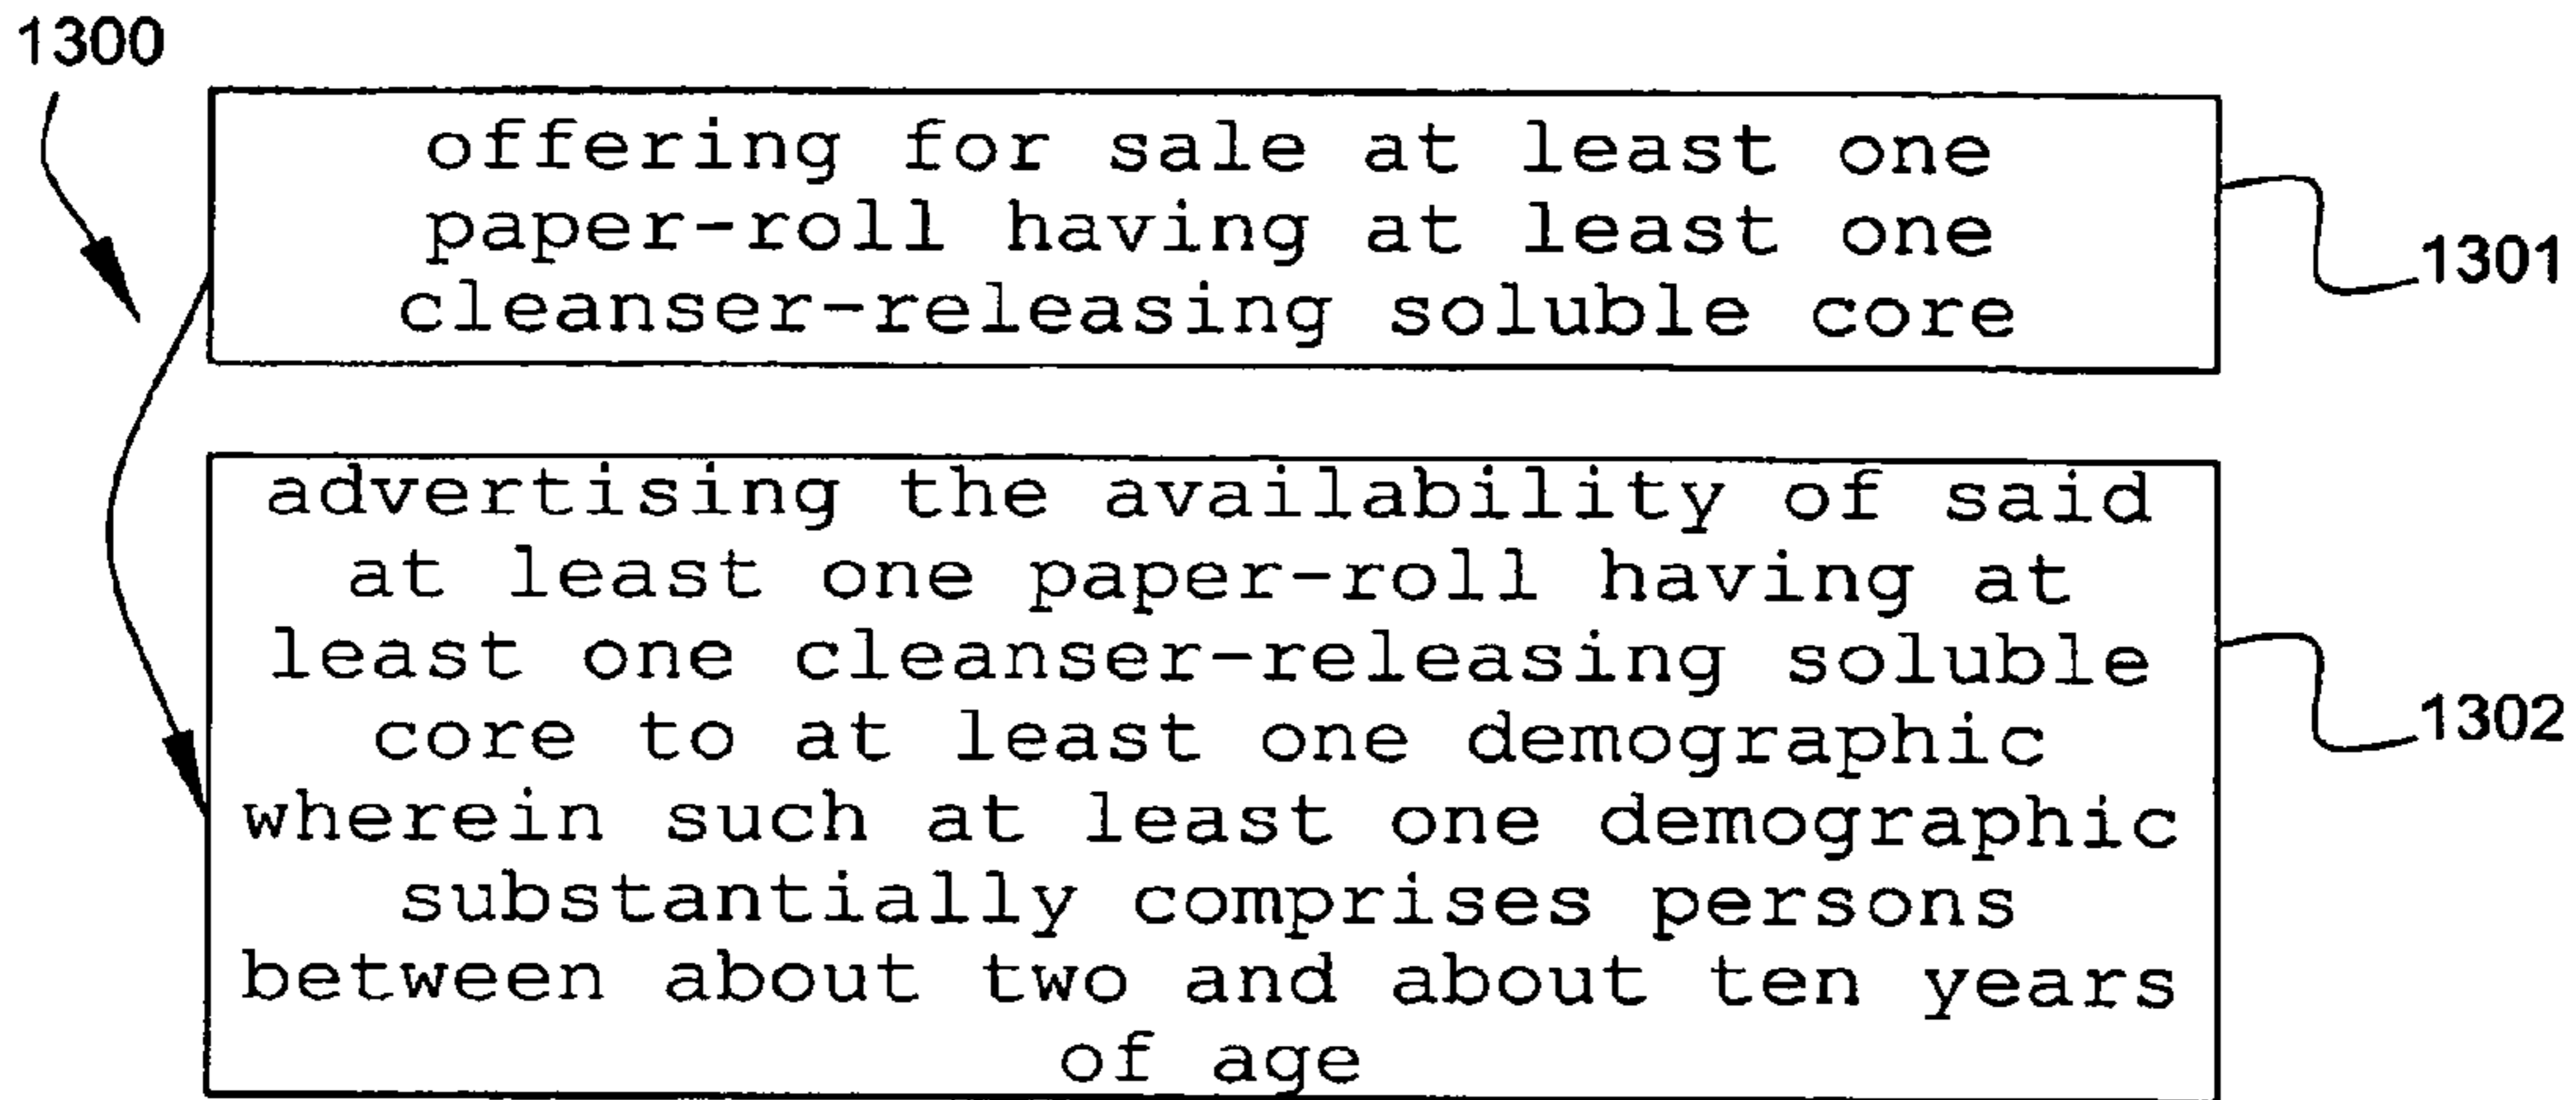 1300
offering for sale at least one
paper-roll having at least one
cleanser-releasing soluble core
1301
advertising the availability of said
at least one paper-roll having at
least one cleanser-releasing soluble
core to at least one demographic
wherein such at least one demographic
substantially comprises persons
between about two and about ten years
of age
1302